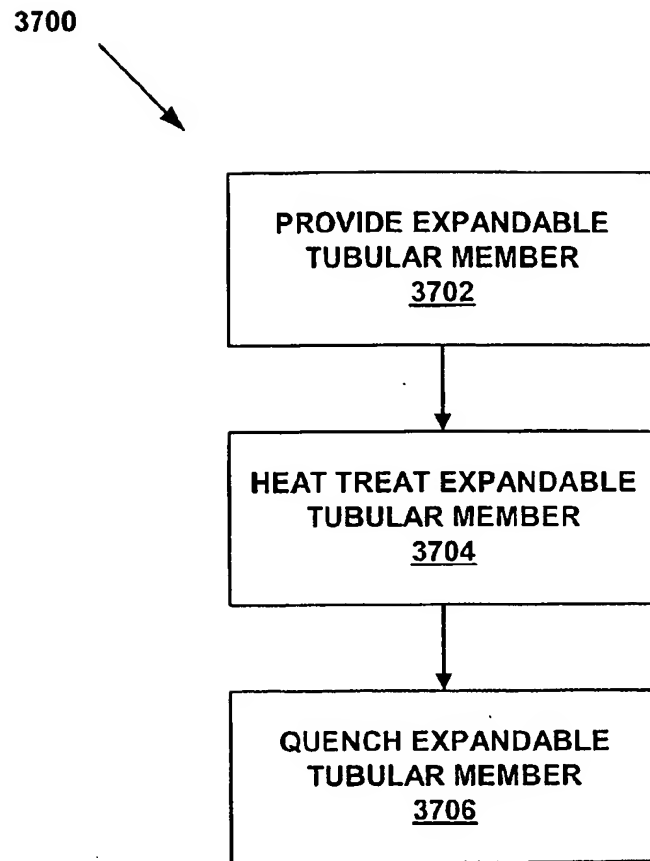 3700
PROVIDE EXPANDABLE
TUBULAR MEMBER
3702
HEAT TREAT EXPANDABLE
TUBULAR MEMBER
3704
QUENCH EXPANDABLE
TUBULAR MEMBER
3706